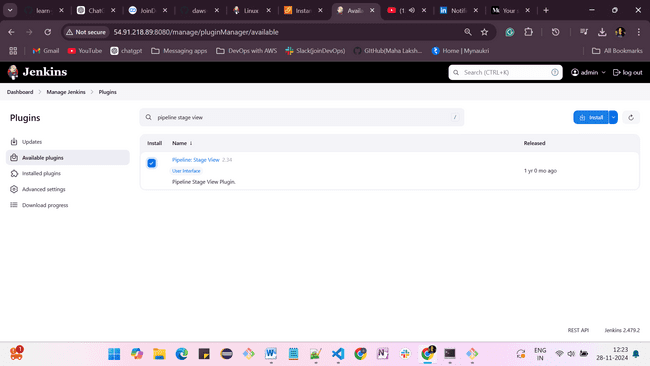 learn
ChatG
JoinD
daws
Linux
Instan
Availa
(1
Notifi
Your
Not secure
54.91.218.89:8080/manage/pluginManager/available
Gmail
YouTube
chatgpt
Messaging apps
DevOps with AWS
Slack(JoinDevOps)
GitHub(Maha Laksh...
Home | Mynaukri
All Bookmarks
Jenkins
Search (CTRL+K)
admin
log out
Dashboard
Manage Jenkins
Plugins
Plugins
pipeline stage view
/
Install
Updates
Available plugins
Installed plugins
Advanced settings
Download progress
Install
Name ↓
Released
Pipeline: Stage View 2.34
User Interface
Pipeline Stage View Plugin.
1 yr 0 mo ago
REST API
Jenkins 2.479.2
1
ENG
IN
12:23
28-11-2024